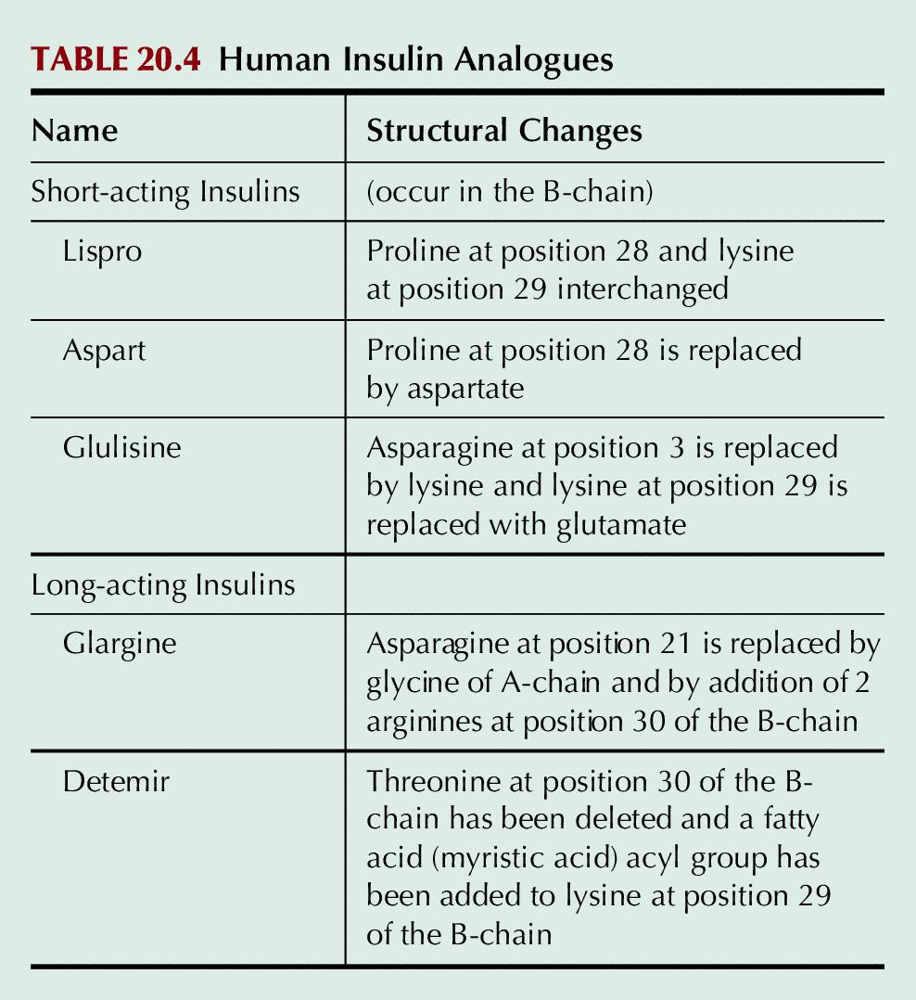 TABLE 20.4 Human Insulin Analogues
Name
Structural Changes
Short-acting Insulins
(occur in the B-chain)
Lispro
Proline at position 28 and lysine
at position 29 interchanged
Aspart
Proline at position 28 is replaced
by aspartate
Glulisine
Asparagine at position 3 is replaced
by lysine and lysine at position 29 is
replaced with glutamate
Long-acting Insulins
Glargine
Asparagine at position 21 is replaced by
glycine of A-chain and by addition of 2
arginines at position 30 of the B-chain
Detemir
Threonine at position 30 of the B-
chain has been deleted and a fatty
acid (myristic acid) acyl group has
been added to lysine at position 29
of the B-chain